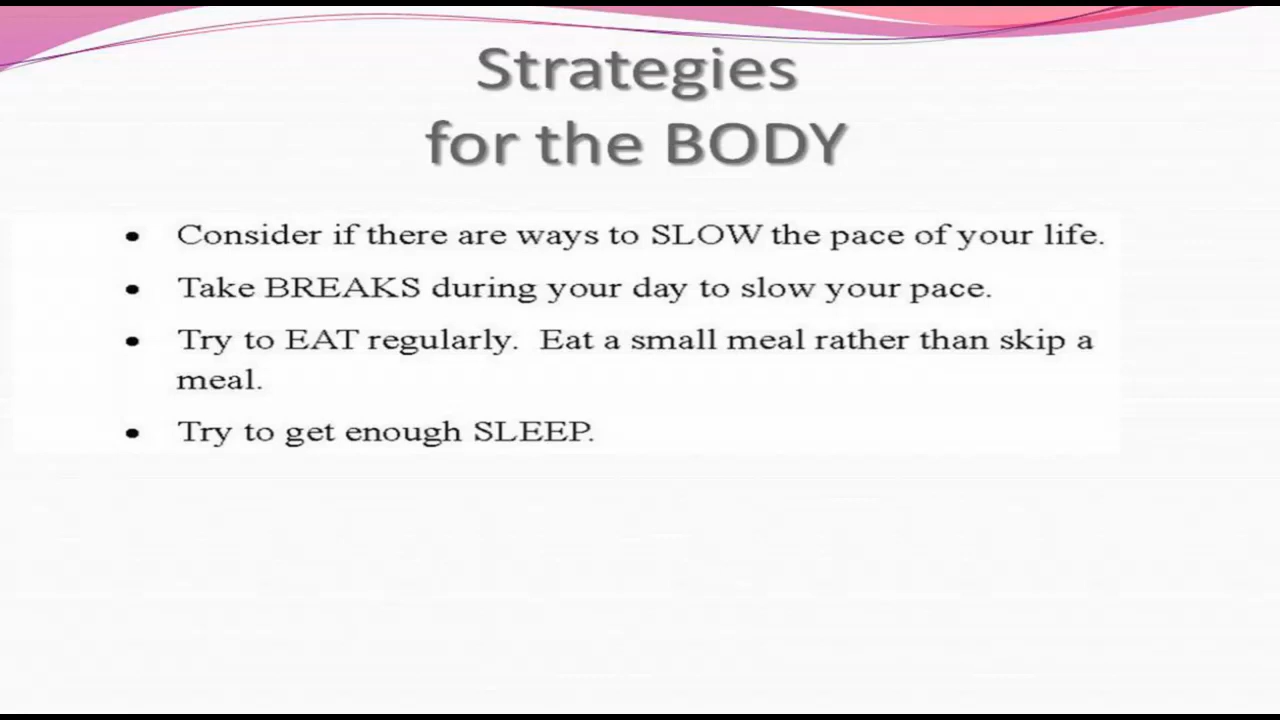 Strategies
for the BODY
• Consider if there are ways to SLOW the pace of your life.
• Take BREAKS during your day to slow your pace.
• Try to EAT regularly.  Eat a small meal rather than skip a
meal.
• Try to get enough SLEEP.